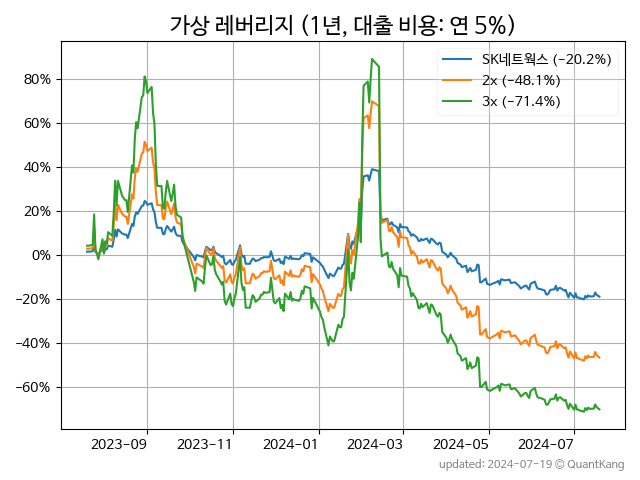 가상 레버리지 (1년, 대출 비용: 연 5%)
SK네트웍스 (−20.2%)
2x (−48.1%)
3x (−71.4%)
80%
60%
40%
20%
0%
−20%
−40%
−60%
2023-09
2023-11
2024-01
2024-03
2024-05
2024-07
updated: 2024-07-19 © QuantKang